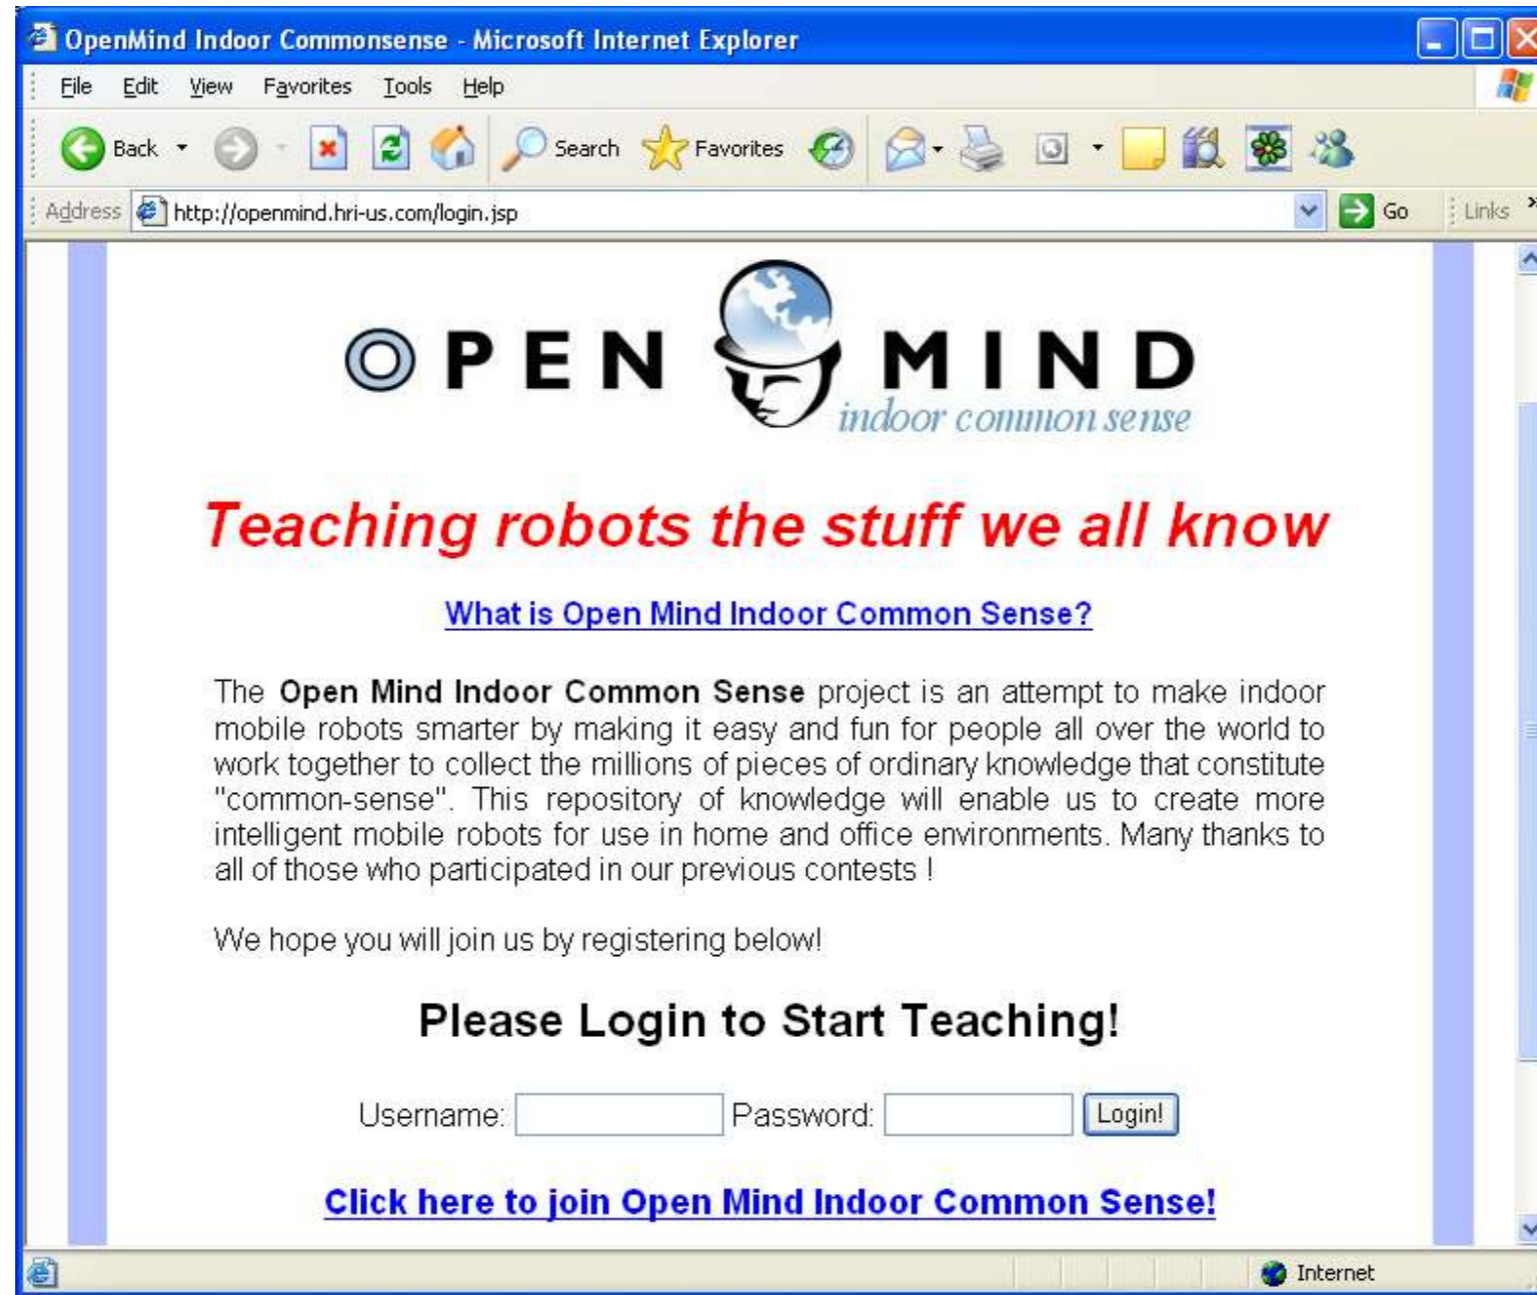 OpenMind Indoor Commonsense - Microsoft Internet Explorer
File Edit View Favorites Tools Help
Back Search Favorites
Address http://openmind.hri-us.com/login.jsp Go Links »
OPEN MIND
indoor common sense
Teaching robots the stuff we all know
What is Open Mind Indoor Common Sense?
The Open Mind Indoor Common Sense project is an attempt to make indoor
mobile robots smarter by making it easy and fun for people all over the world to
work together to collect the millions of pieces of ordinary knowledge that constitute
"common-sense". This repository of knowledge will enable us to create more
intelligent mobile robots for use in home and office environments. Many thanks to
all of those who participated in our previous contests !
We hope you will join us by registering below!
Please Login to Start Teaching!
Username: Password: Login!
Click here to join Open Mind Indoor Common Sense!
Internet